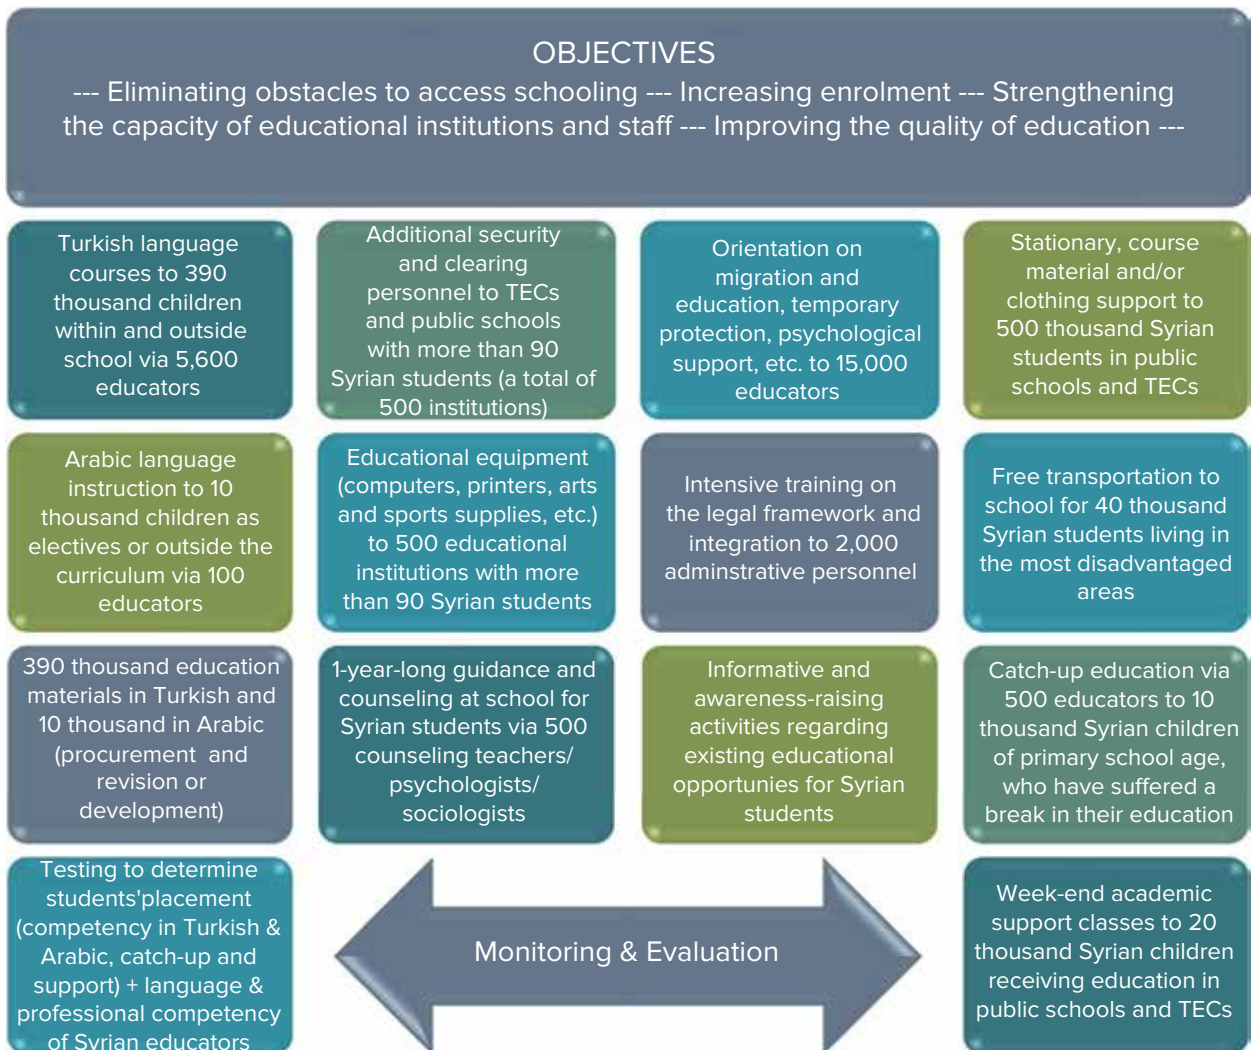 OBJECTIVES
--- Eliminating obstacles to access schooling --- Increasing enrolment --- Strengthening
the capacity of educational institutions and staff --- Improving the quality of education ---
Turkish language
courses to 390
thousand children
within and outside
school via 5,600
educators
Additional security
and clearing
personnel to TECs
and public schools
with more than 90
Syrian students (a total of
500 institutions)
Orientation on
migration and
education, temporary
protection, psychological
support, etc. to 15,000
educators
Stationary, course
material and/or
clothing support to
500 thousand Syrian
students in public
schools and TECs
Arabic language
instruction to 10
thousand children as
electives or outside the
curriculum via 100
educators
Educational equipment
(computers, printers, arts
and sports supplies, etc.)
to 500 educational
institutions with more
than 90 Syrian students
Intensive training on
the legal framework and
integration to 2,000
adminstrative personnel
Free transportation to
school for 40 thousand
Syrian students living in
the most disadvantaged
areas
390 thousand education
materials in Turkish and
10 thousand in Arabic
(procurement and
revision or
development)
1-year-long guidance and
counseling at school for
Syrian students via 500
counseling teachers/
psychologists/
sociologists
Informative and
awareness-raising
activities regarding
existing educational
opportunies for Syrian
students
Catch-up education via
500 educators to 10
thousand Syrian children
of primary school age,
who have suffered a
break in their education
Testing to determine
students'placement
(competency in Turkish &
Arabic, catch-up and
support) + language &
professional competency
of Syrian educators
Monitoring & Evaluation
Week-end academic
support classes to 20
thousand Syrian children
receiving education in
public schools and TECs